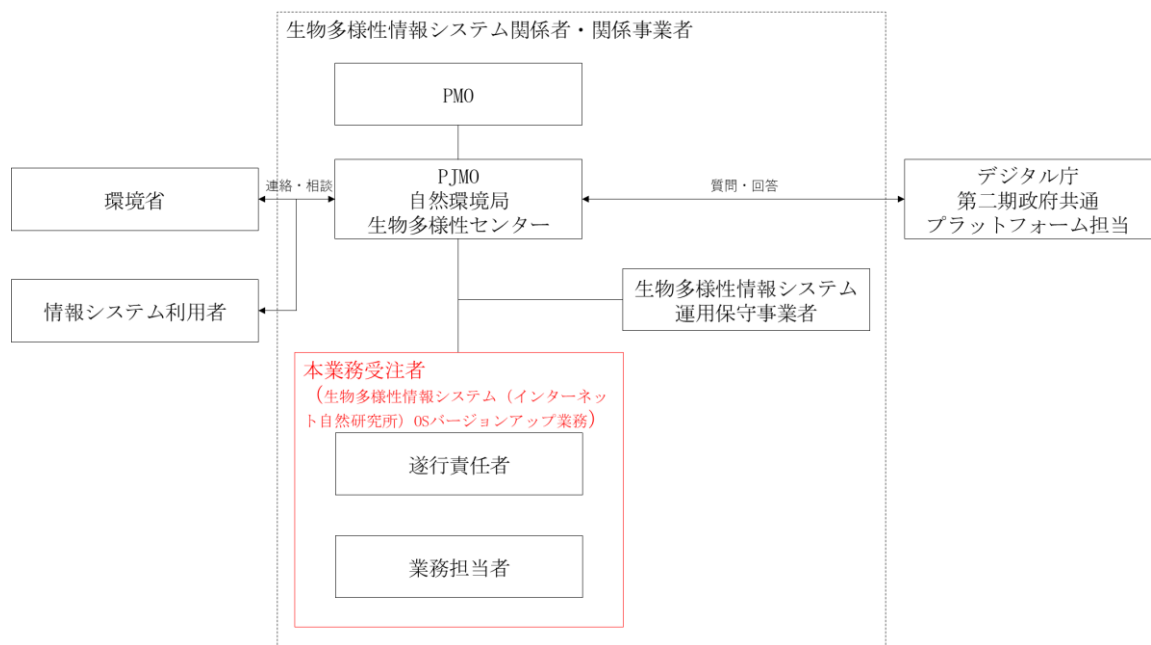 生物多様性情報システム関係者・関係事業者
PMO
環境省
連絡・相談
PJMO
自然環境局
生物多様性センター
質問・回答
デジタル庁
第二期政府共通
プラットフォーム担当
情報システム利用者
生物多様性情報システム
運用保守事業者
本業務受注者
(生物多様性情報システム（インターネッ
ト自然研究所）OSバージョンアップ業務)
遂行責任者
業務担当者